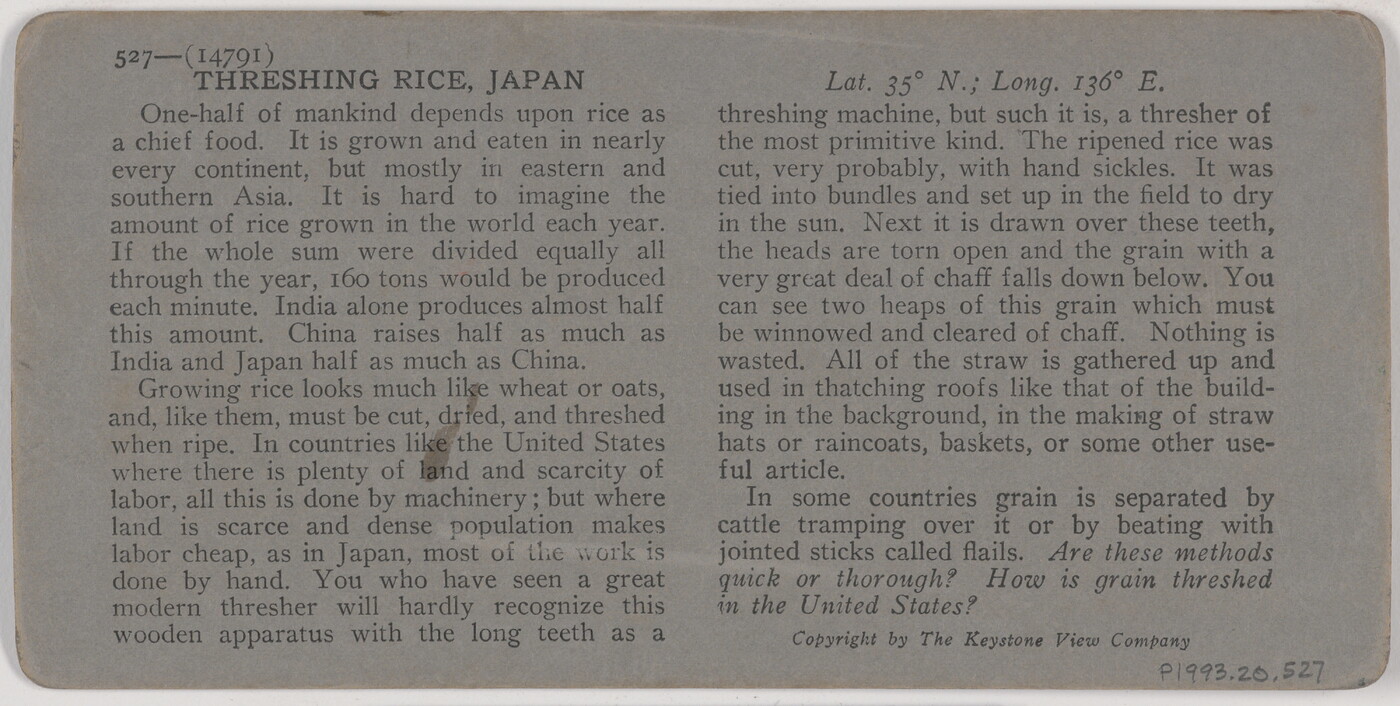 527—(14791)
THRESHING RICE, JAPAN
One-half of mankind depends upon rice as
a chief food. It is grown and eaten in nearly
every continent, but mostly in eastern and
southern Asia. It is hard to imagine the
amount of rice grown in the world each year.
If the whole sum were divided equally all
through the year, 160 tons would be produced
each minute. India alone produces almost half
this amount. China raises half as much as
India and Japan half as much as China.
Growing rice looks much like wheat or oats,
and, like them, must be cut, dried, and threshed
when ripe. In countries like the United States
where there is plenty of land and scarcity of
labor, all this is done by machinery; but where
land is scarce and dense population makes
labor cheap, as in Japan, most of the work is
done by hand. You who have seen a great
modern thresher will hardly recognize this
wooden apparatus with the long teeth as a
Lat. 35° N.; Long. 136° E.
threshing machine, but such it is, a thresher of
the most primitive kind. The ripened rice was
cut, very probably, with hand sickles. It was
tied into bundles and set up in the field to dry
in the sun. Next it is drawn over these teeth,
the heads are torn open and the grain with a
very great deal of chaff falls down below. You
can see two heaps of this grain which must
be winnowed and cleared of chaff. Nothing is
wasted. All of the straw is gathered up and
used in thatching roofs like that of the build-
ing in the background, in the making of straw
hats or raincoats, baskets, or some other use-
ful article.
In some countries grain is separated by
cattle tramping over it or by beating with
jointed sticks called flails. Are these methods
quick or thorough? How is grain threshed
in the United States?
Copyright by The Keystone View Company
P1993.20.527